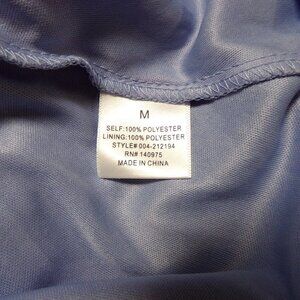 M
SELF:100% POLYESTER
LINING:100% POLYESTER
STYLE# 004-212194
RN# 140975
MADE IN CHINA